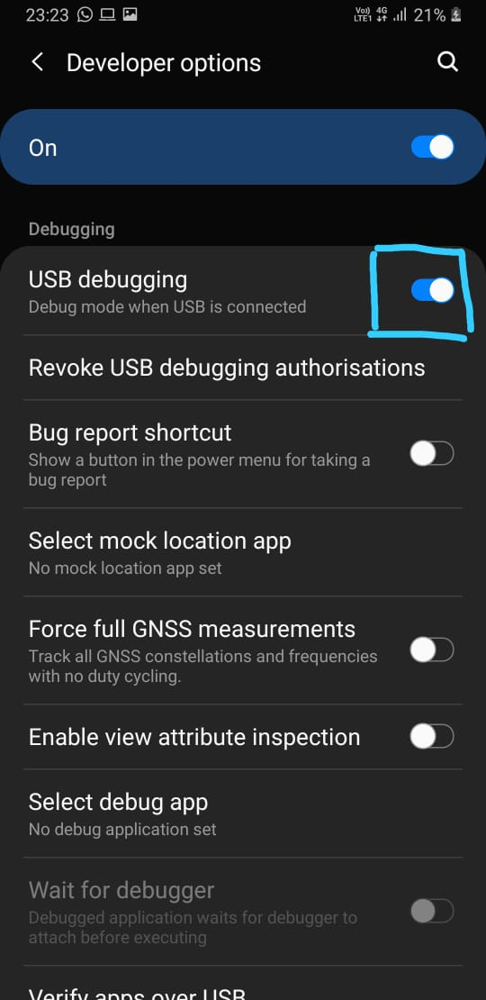 23:23 Vo)) LTE1 4G 21%
Developer options
On
Debugging
USB debugging
Debug mode when USB is connected
Revoke USB debugging authorisations
Bug report shortcut
Show a button in the power menu for taking a
bug report
Select mock location app
No mock location app set
Force full GNSS measurements
Track all GNSS constellations and frequencies
with no duty cycling.
Enable view attribute inspection
Select debug app
No debug application set
Wait for debugger
Debugged application waits for debugger to
attach before executing
Verify apps over USB